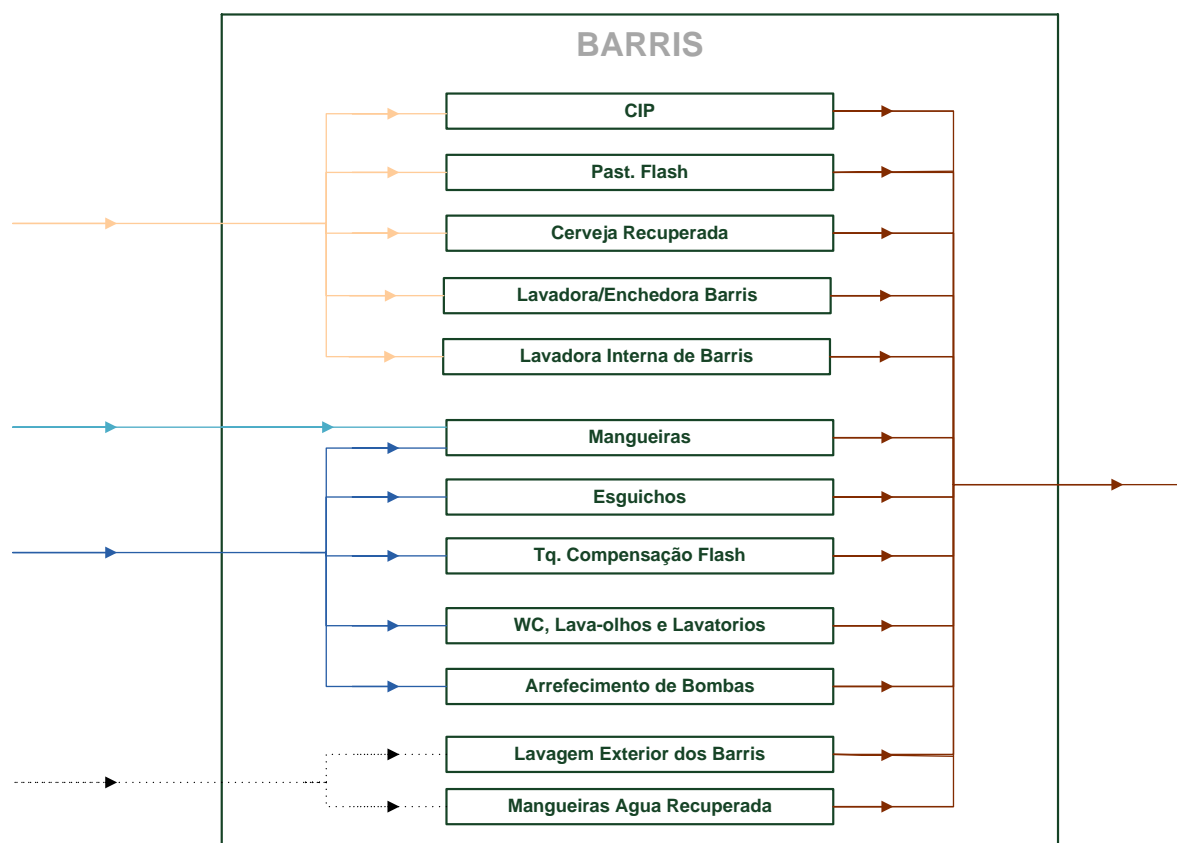 BARRIS
CIP
Past. Flash
Cerveja Recuperada
Lavadora/Enchedora Barris
Lavadora Interna de Barris
Mangueiras
Esguichos
Tq. Compensação Flash
WC, Lava-olhos e Lavatorios
Arrefecimento de Bombas
Lavagem Exterior dos Barris
Mangueiras Agua Recuperada